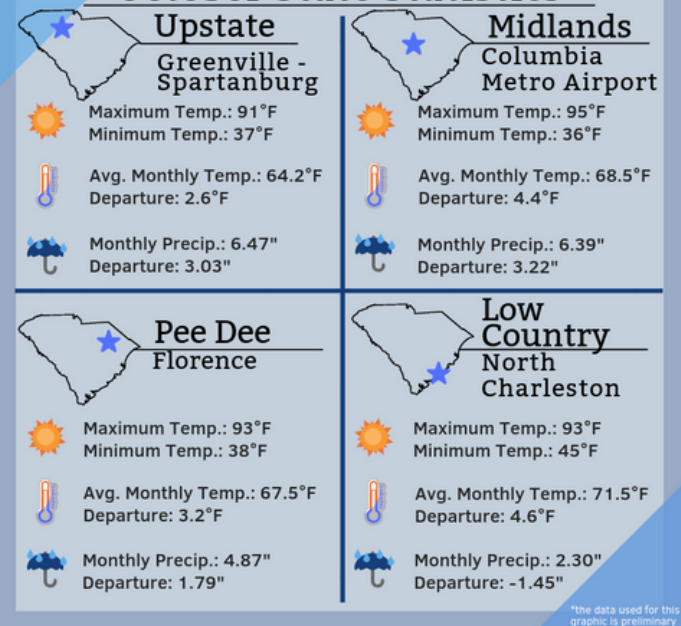 Upstate
Greenville -
Spartanburg
Maximum Temp.: 91°F
Minimum Temp.: 37°F
Avg. Monthly Temp.: 64.2°F
Departure: 2.6°F
Monthly Precip.: 6.47"
Departure: 3.03"
Midlands
Columbia
Metro Airport
Maximum Temp.: 95°F
Minimum Temp.: 36°F
Avg. Monthly Temp.: 68.5°F
Departure: 4.4°F
Monthly Precip.: 6.39"
Departure: 3.22"
Pee Dee
Florence
Maximum Temp.: 93°F
Minimum Temp.: 38°F
Avg. Monthly Temp.: 67.5°F
Departure: 3.2°F
Monthly Precip.: 4.87"
Departure: 1.79"
Low
Country
North
Charleston
Maximum Temp.: 93°F
Minimum Temp.: 45°F
Avg. Monthly Temp.: 71.5°F
Departure: 4.6°F
Monthly Precip.: 2.30"
Departure: -1.45"
*the data used for this
graphic is preliminary